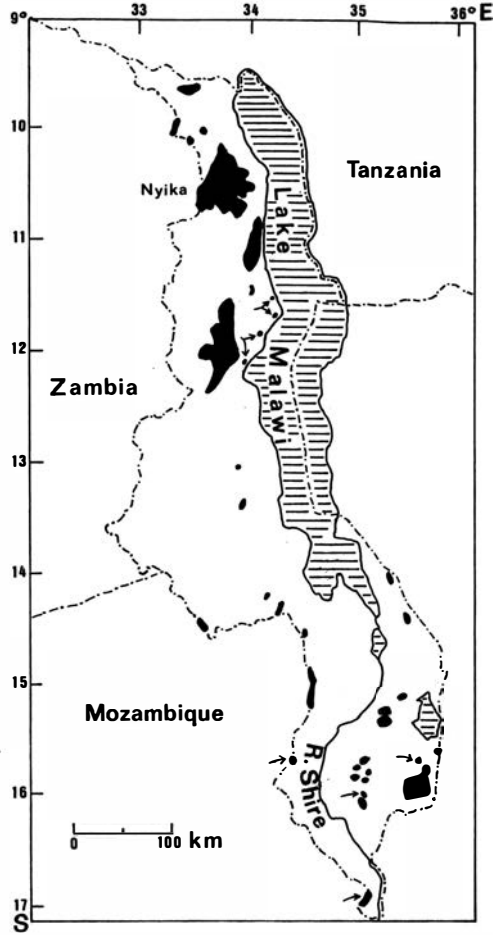 33 34 35 36° E
9°
10
Tanzania
Nyika
Lake
11
12
Malawi.
Zambia
13
14
15
Mozambique
R. Shire
16
0 100 km
17
S